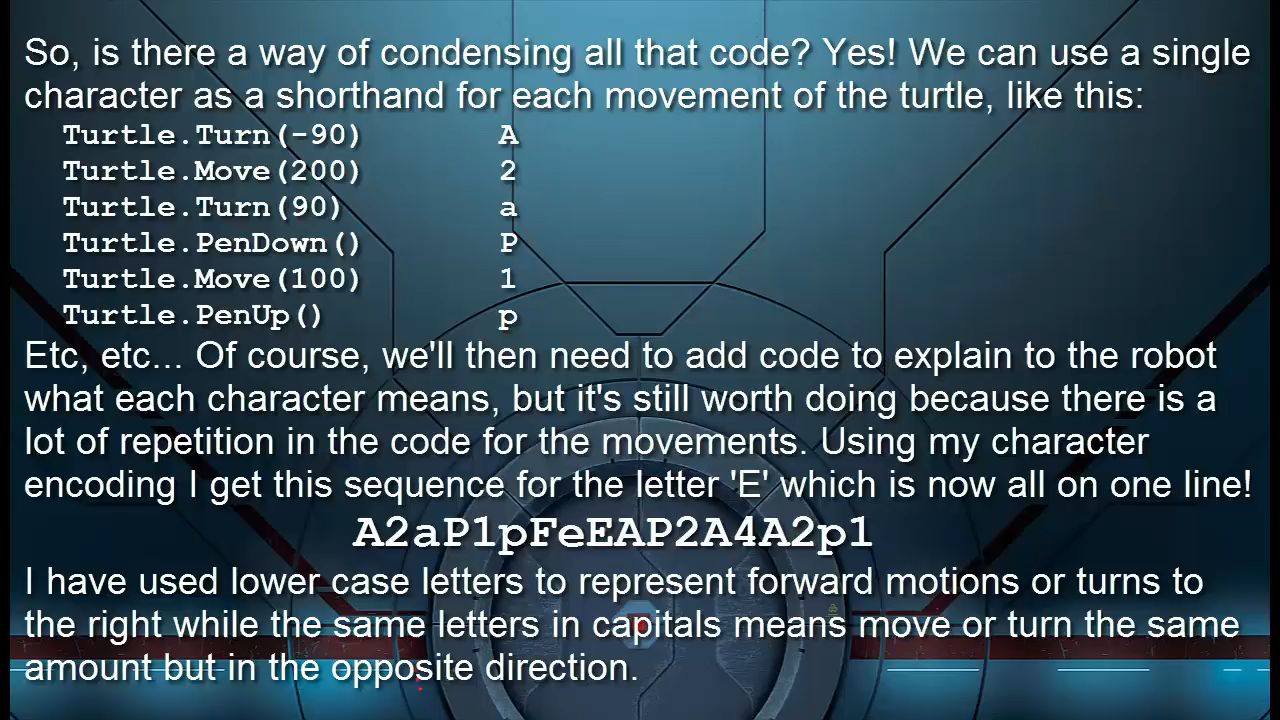 So, is there a way of condensing all that code? Yes! We can use a single
character as a shorthand for each movement of the turtle, like this:
Turtle.Turn(-90) A
Turtle.Move(200) 2
Turtle.Turn(90) a
Turtle.PenDown() P
Turtle.Move(100) 1
Turtle.PenUp() p
Etc, etc... Of course, we'll then need to add code to explain to the robot
what each character means, but it's still worth doing because there is a
lot of repetition in the code for the movements. Using my character
encoding I get this sequence for the letter 'E' which is now all on one line!
A2aP1pFeEAP2A4A2p1
I have used lower case letters to represent forward motions or turns to
the right while the same letters in capitals means move or turn the same
amount but in the opposite direction.